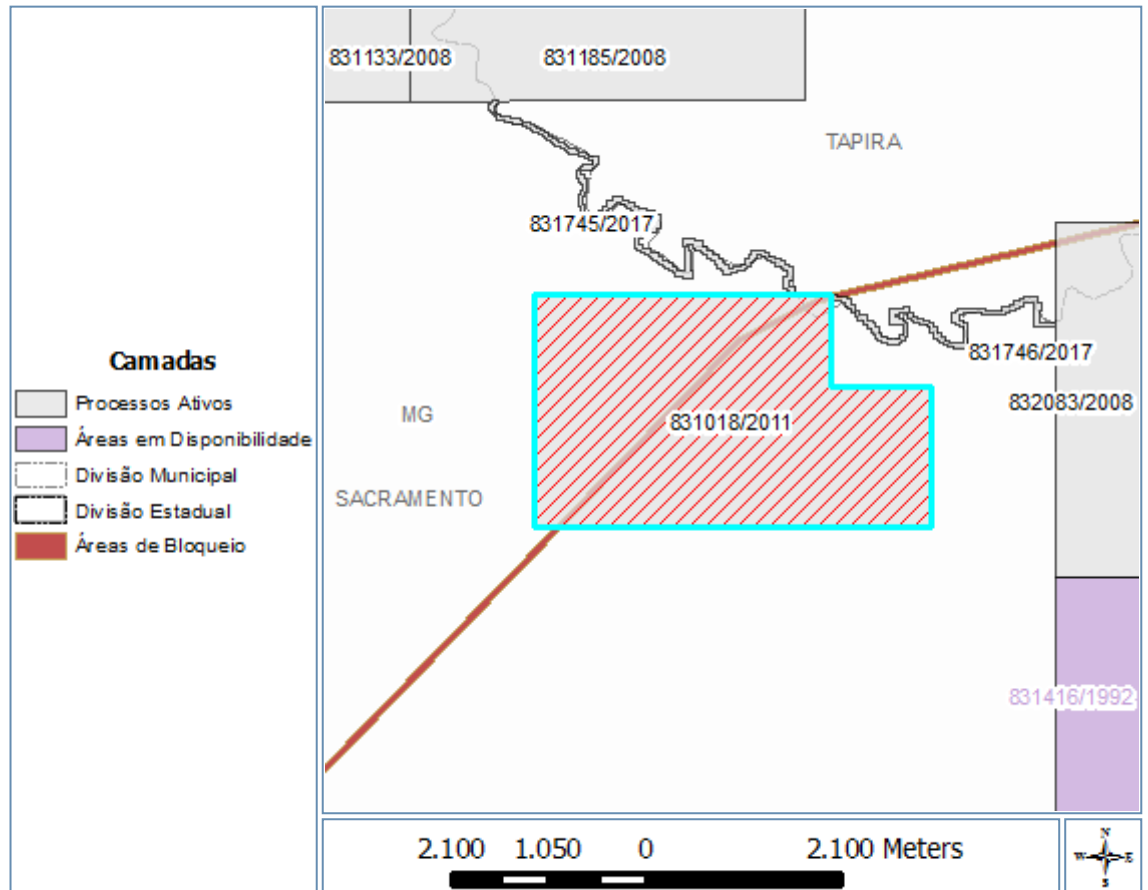 Camadas
Processos Ativos
Áreas em Disponibilidade
Divisão Municipal
Divisão Estadual
Áreas de Bloqueio
831133/2008
831185/2008
TAPIRA
831745/2017
831746/2017
832083/2008
MG
831018/2011
SACRAMENTO
831416/1992
2.100 1.050 0 2.100 Meters
N
W E
S